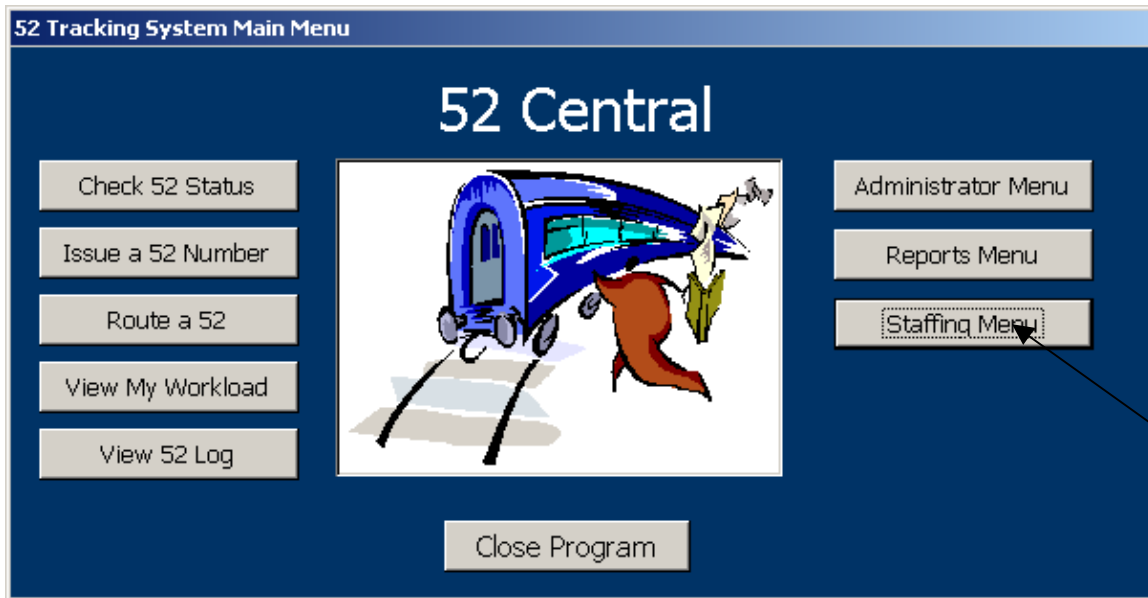 52 Tracking System Main Menu
52 Central
Check 52 Status
Issue a 52 Number
Route a 52
View My Workload
View 52 Log
Administrator Menu
Reports Menu
Staffing Menu
Close Program